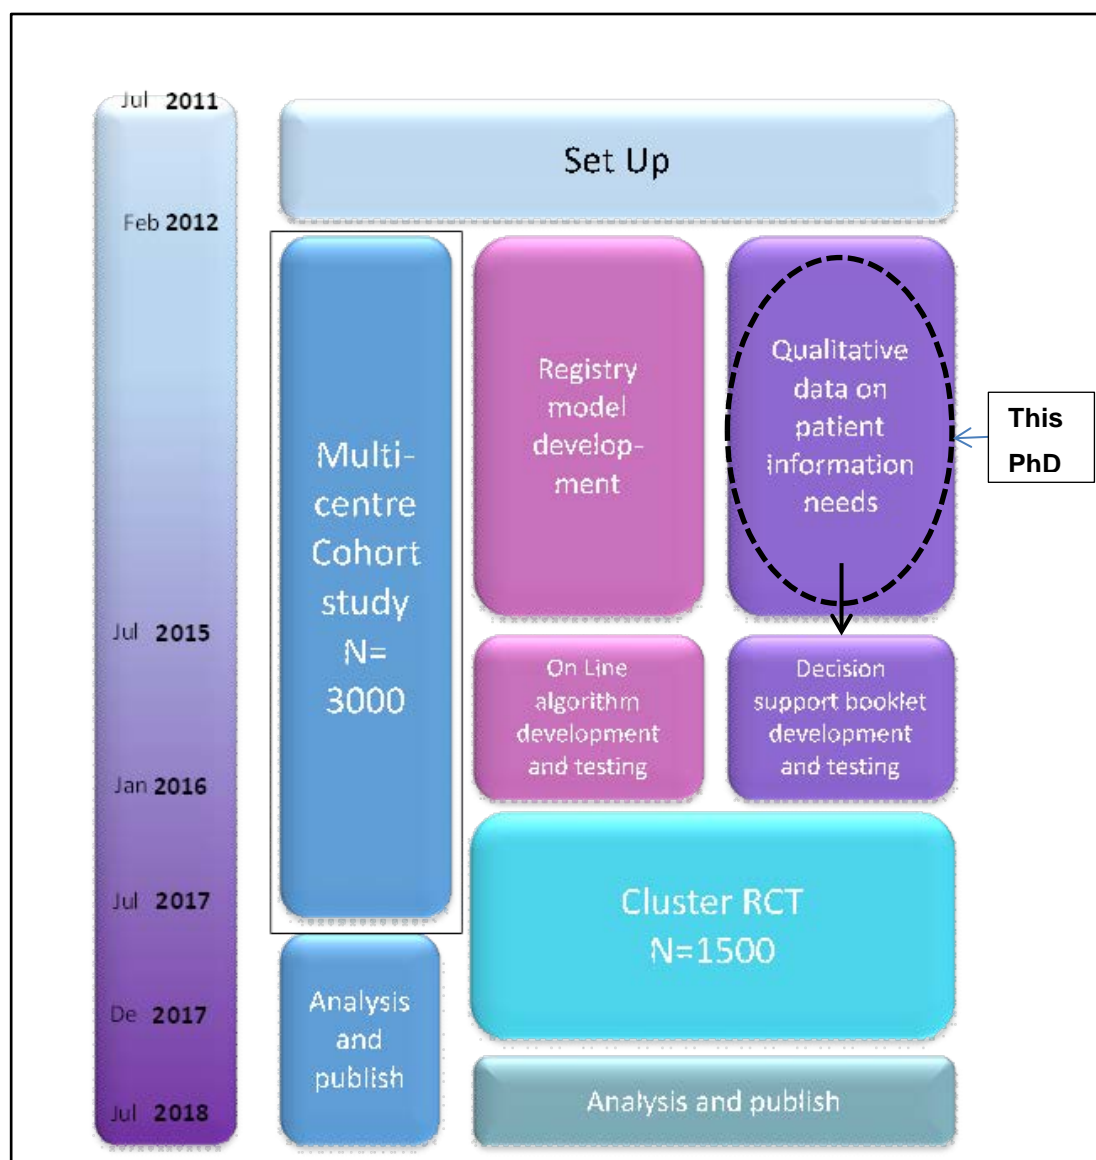 Jul 2011
Set Up
Feb 2012
Multi-
centre
Cohort
study
N=
3000
Registry
model
develop-
ment
Qualitative
data on
patient
information
needs
This
PhD
Jul 2015
On Line
algorithm
development
and testing
Decision
support booklet
development
and testing
Jan 2016
Jul 2017
Cluster RCT
N=1500
De 2017
Analysis
and
publish
Analysis and publish
Jul 2018